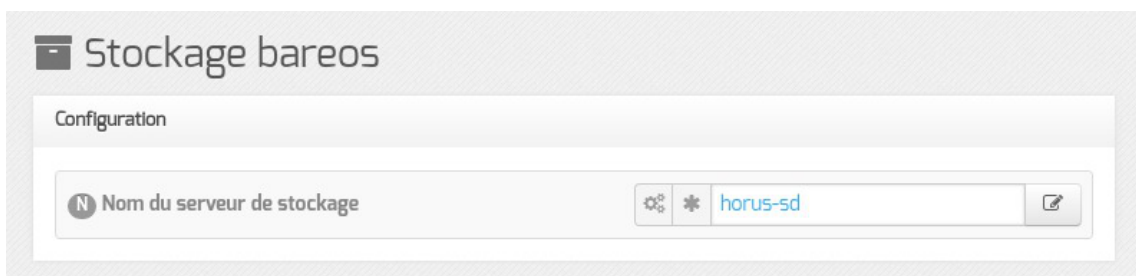 Stockage bareos
Configuration
N Nom du serveur de stockage
* horus-sd